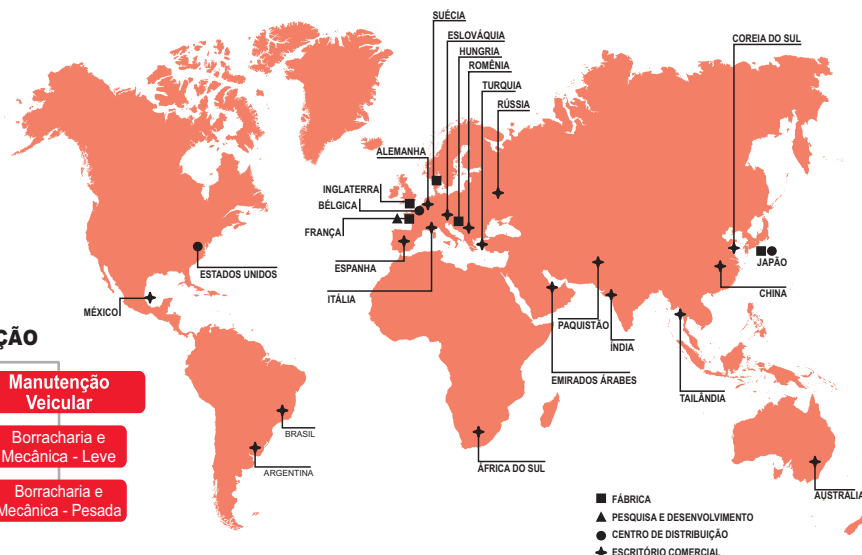 SUÉCIA
ESLOVÁQUIA
HUNGRIA
ROMÊNIA
TURQUIA
RÚSSIA
COREIA DO SUL
ALEMANHA
INGLATERRA
BÉLGICA
FRANÇA
ESPANHA
ITÁLIA
ESTADOS UNIDOS
MÉXICO
JAPÃO
CHINA
PAQUISTÃO
ÍNDIA
EMIRADOS ÁRABES
TAILÂNDIA
BRASIL
ARGENTINA
ÁFRICA DO SUL
AUSTRÁLIA
ÇÃO
Manutenção
Veicular
Borracharia e
Mecânica - Leve
Borracharia e
Mecânica - Pesada
FÁBRICA
PESQUISA E DESENVOLVIMENTO
CENTRO DE DISTRIBUIÇÃO
ESCRITÓRIO COMERCIAL